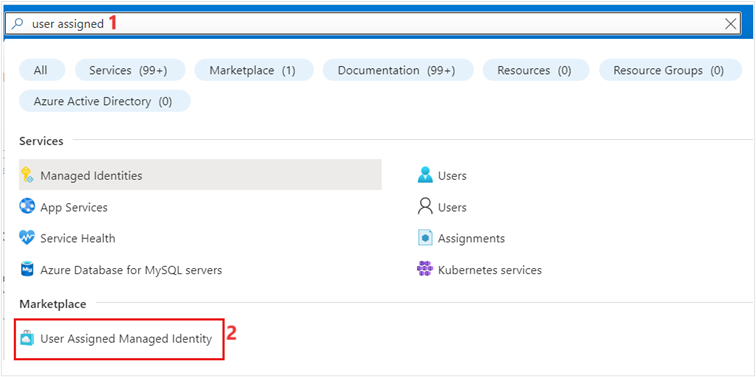 user assigned 1
All Services (99+) Marketplace (1) Documentation (99+) Resources (0) Resource Groups (0)
Azure Active Directory (0)
Services
Managed Identities Users
App Services Users
Service Health Assignments
Azure Database for MySQL servers Kubernetes services
Marketplace
User Assigned Managed Identity 2